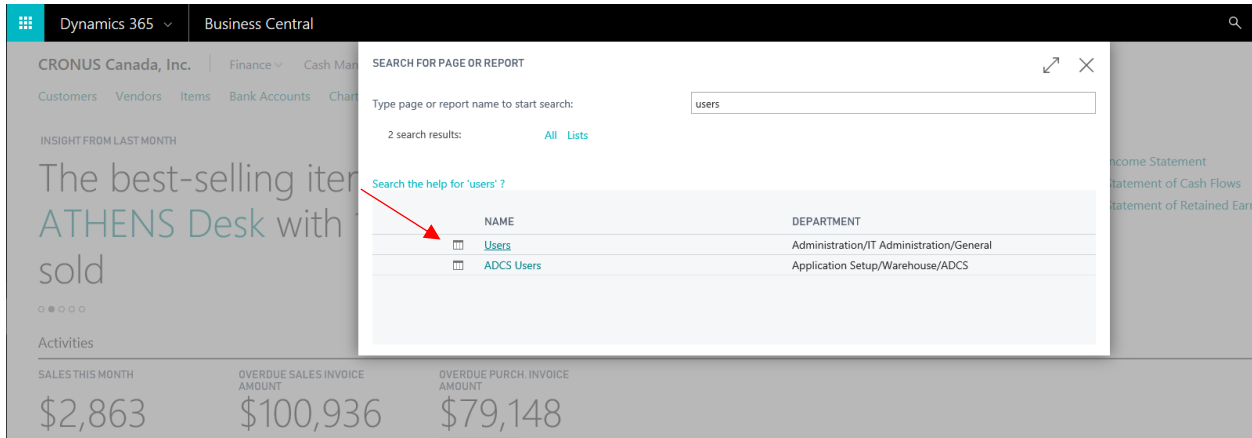 Dynamics 365 Business Central
CRONUS Canada, Inc. Finance Cash Man
Customers Vendors Items Bank Accounts Chart
SEARCH FOR PAGE OR REPORT
Type page or report name to start search: users
2 search results: All Lists
Search the help for 'users' ?
NAME DEPARTMENT
Users Administration/IT Administration/General
ADCS Users Application Setup/Warehouse/ADCS
INSIGHT FROM LAST MONTH
The best-selling iter
ATHENS Desk with
sold
ncome Statement
Statement of Cash Flows
Statement of Retained Earn
Activities
SALES THIS MONTH
$2,863
OVERDUE SALES INVOICE
AMOUNT
$100,936
OVERDUE PURCH. INVOICE
AMOUNT
$79,148